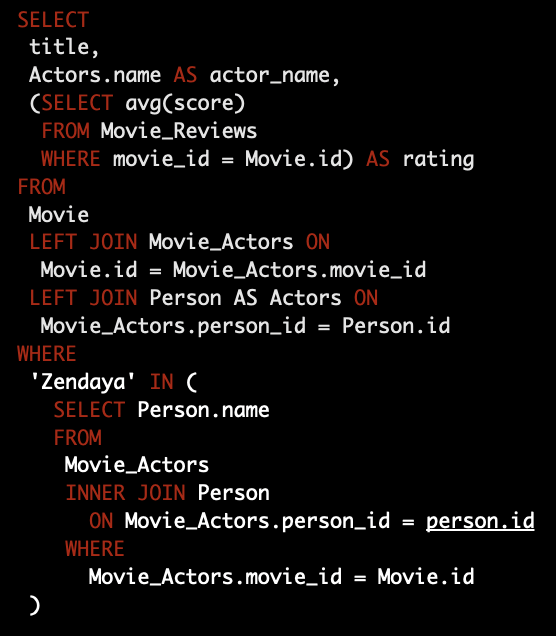 SELECT
title,
Actors.name AS actor_name,
(SELECT avg(score)
FROM Movie_Reviews
WHERE movie_id = Movie.id) AS rating
FROM
Movie
LEFT JOIN Movie_Actors ON
Movie.id = Movie_Actors.movie_id
LEFT JOIN Person AS Actors ON
Movie_Actors.person_id = Person.id
WHERE
'Zendaya' IN (
SELECT Person.name
FROM
Movie_Actors
INNER JOIN Person
ON Movie_Actors.person_id = person.id
WHERE
Movie_Actors.movie_id = Movie.id
)